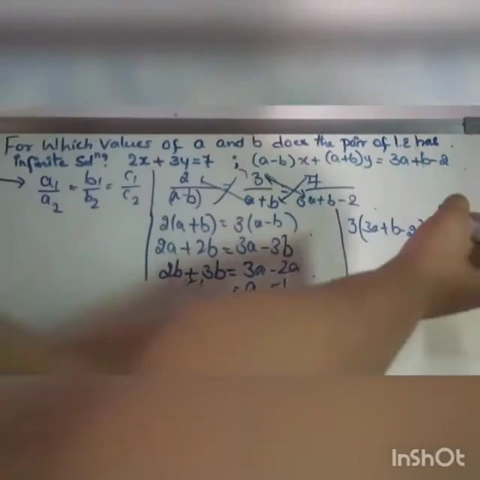 For Which values of a and b does the pair of l.E has
infinite Sol^n? 2x + 3y = 7 ; (a-b)x + (a+b)y = 3a+b-2
→ a₁/a₂ = b₁/b₂ = c₁/c₂
2/(a-b) = 3/a+b = 7/3a+b-2
2(a+b) = 3(a-b)
2a + 2b = 3a - 3b
2b + 3b = 3a - 2a
3(3a+b-2)
InShOt